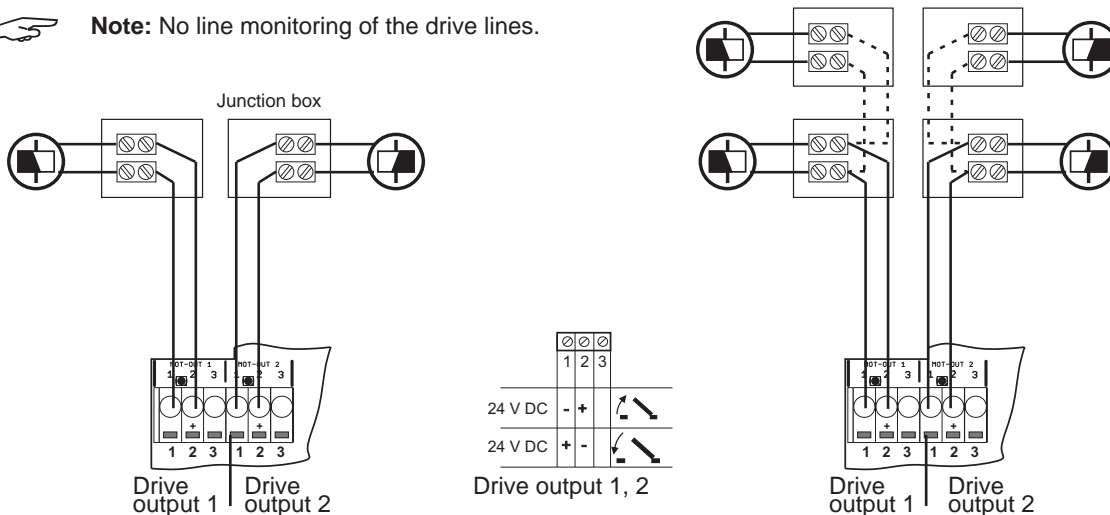 Note: No line monitoring of the drive lines.
Junction box
MOT-OUT 1 MOT-OUT 2
1 2 3 1 2 3
+ +
1 2 3 1 2 3
Drive output 1
Drive output 2
1 2 3
24 V DC - +
24 V DC + -
Drive output 1, 2
MOT-OUT 1 MOT-OUT 2
1 2 3 1 2 3
+ +
1 2 3 1 2 3
Drive output 1
Drive output 2